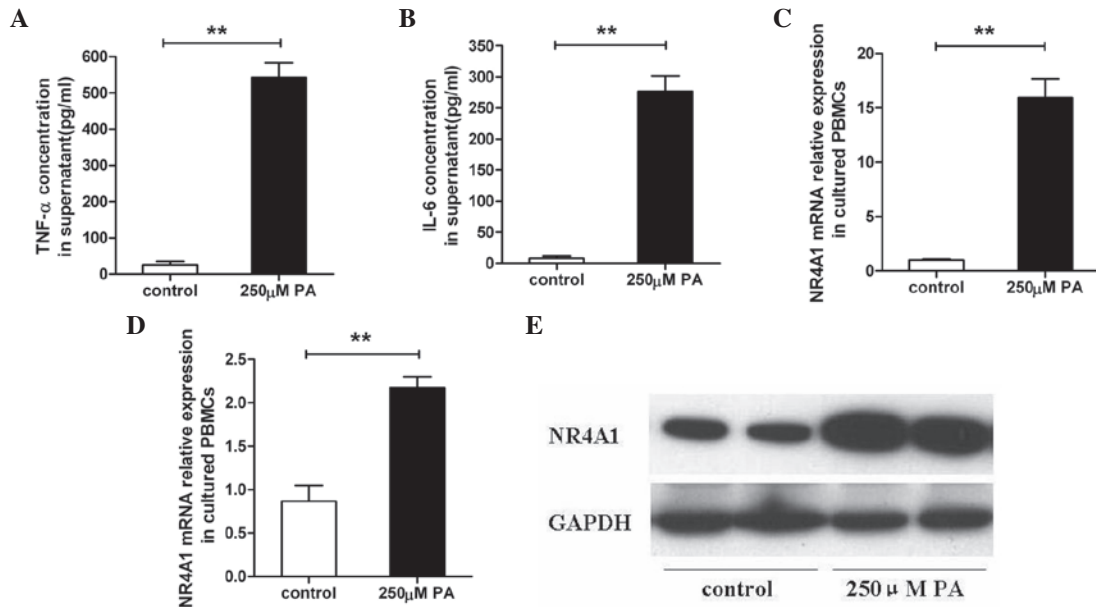 A
TNF-α concentration
in supernatant(pg/ml)
600
500
400
300
200
100
0
**
control
250μM PA
B
IL-6 concentration
in supernatant(pg/ml)
350
300
250
200
150
100
50
0
**
control
250μM PA
C
NR4A1 mRNA relative expression
in cultured PBMCs
20
15
10
5
0
**
control
250μM PA
D
NR4A1 mRNA relative expression
in cultured PBMCs
2.5
2.0
1.5
1.0
0.5
0.0
**
control
250μM PA
E
NR4A1
GAPDH
control
250 μ M PA